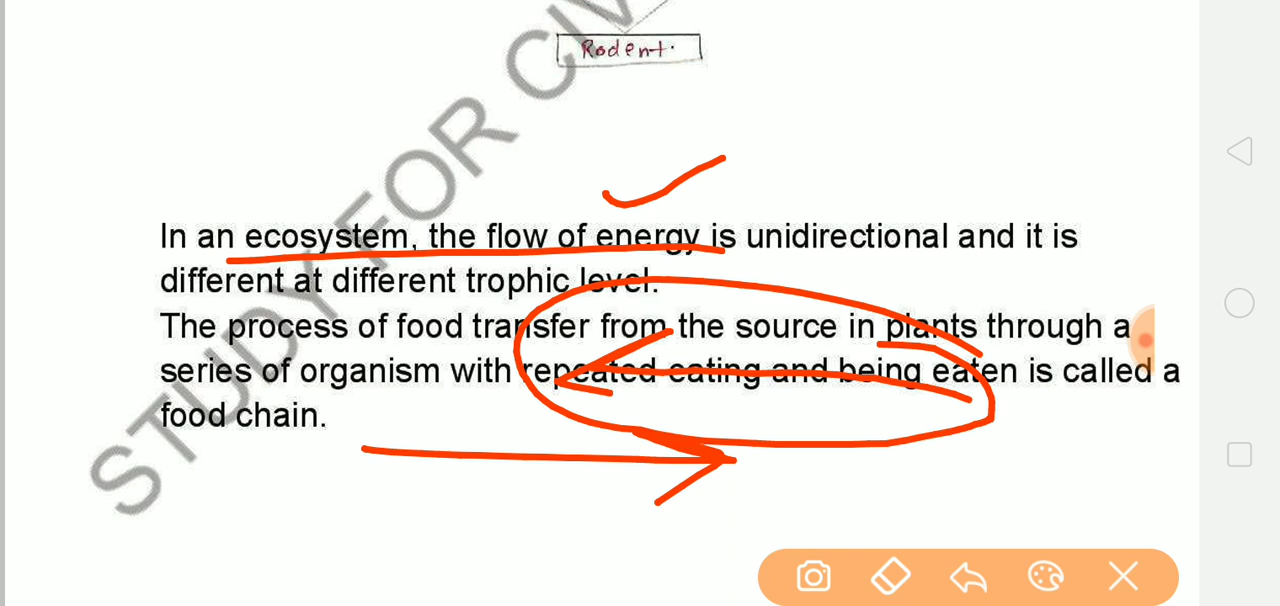 Rodent.
In an ecosystem, the flow of energy is unidirectional and it is
different at different trophic level.
The process of food transfer from the source in plants through a
series of organism with repeated eating and being eaten is called a
food chain.
STUDY FOR CIV